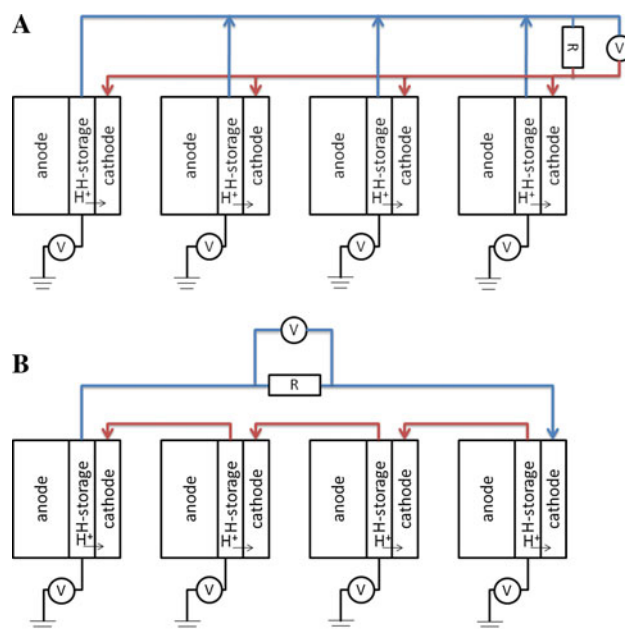 A
R
V
anode
H-storage
H⁺
cathode
anode
H-storage
H⁺
cathode
anode
H-storage
H⁺
cathode
anode
H-storage
H⁺
cathode
V
V
V
V
V
B
R
anode
H-storage
H⁺
cathode
anode
H-storage
H⁺
cathode
anode
H-storage
H⁺
cathode
anode
H-storage
H⁺
cathode
V
V
V
V